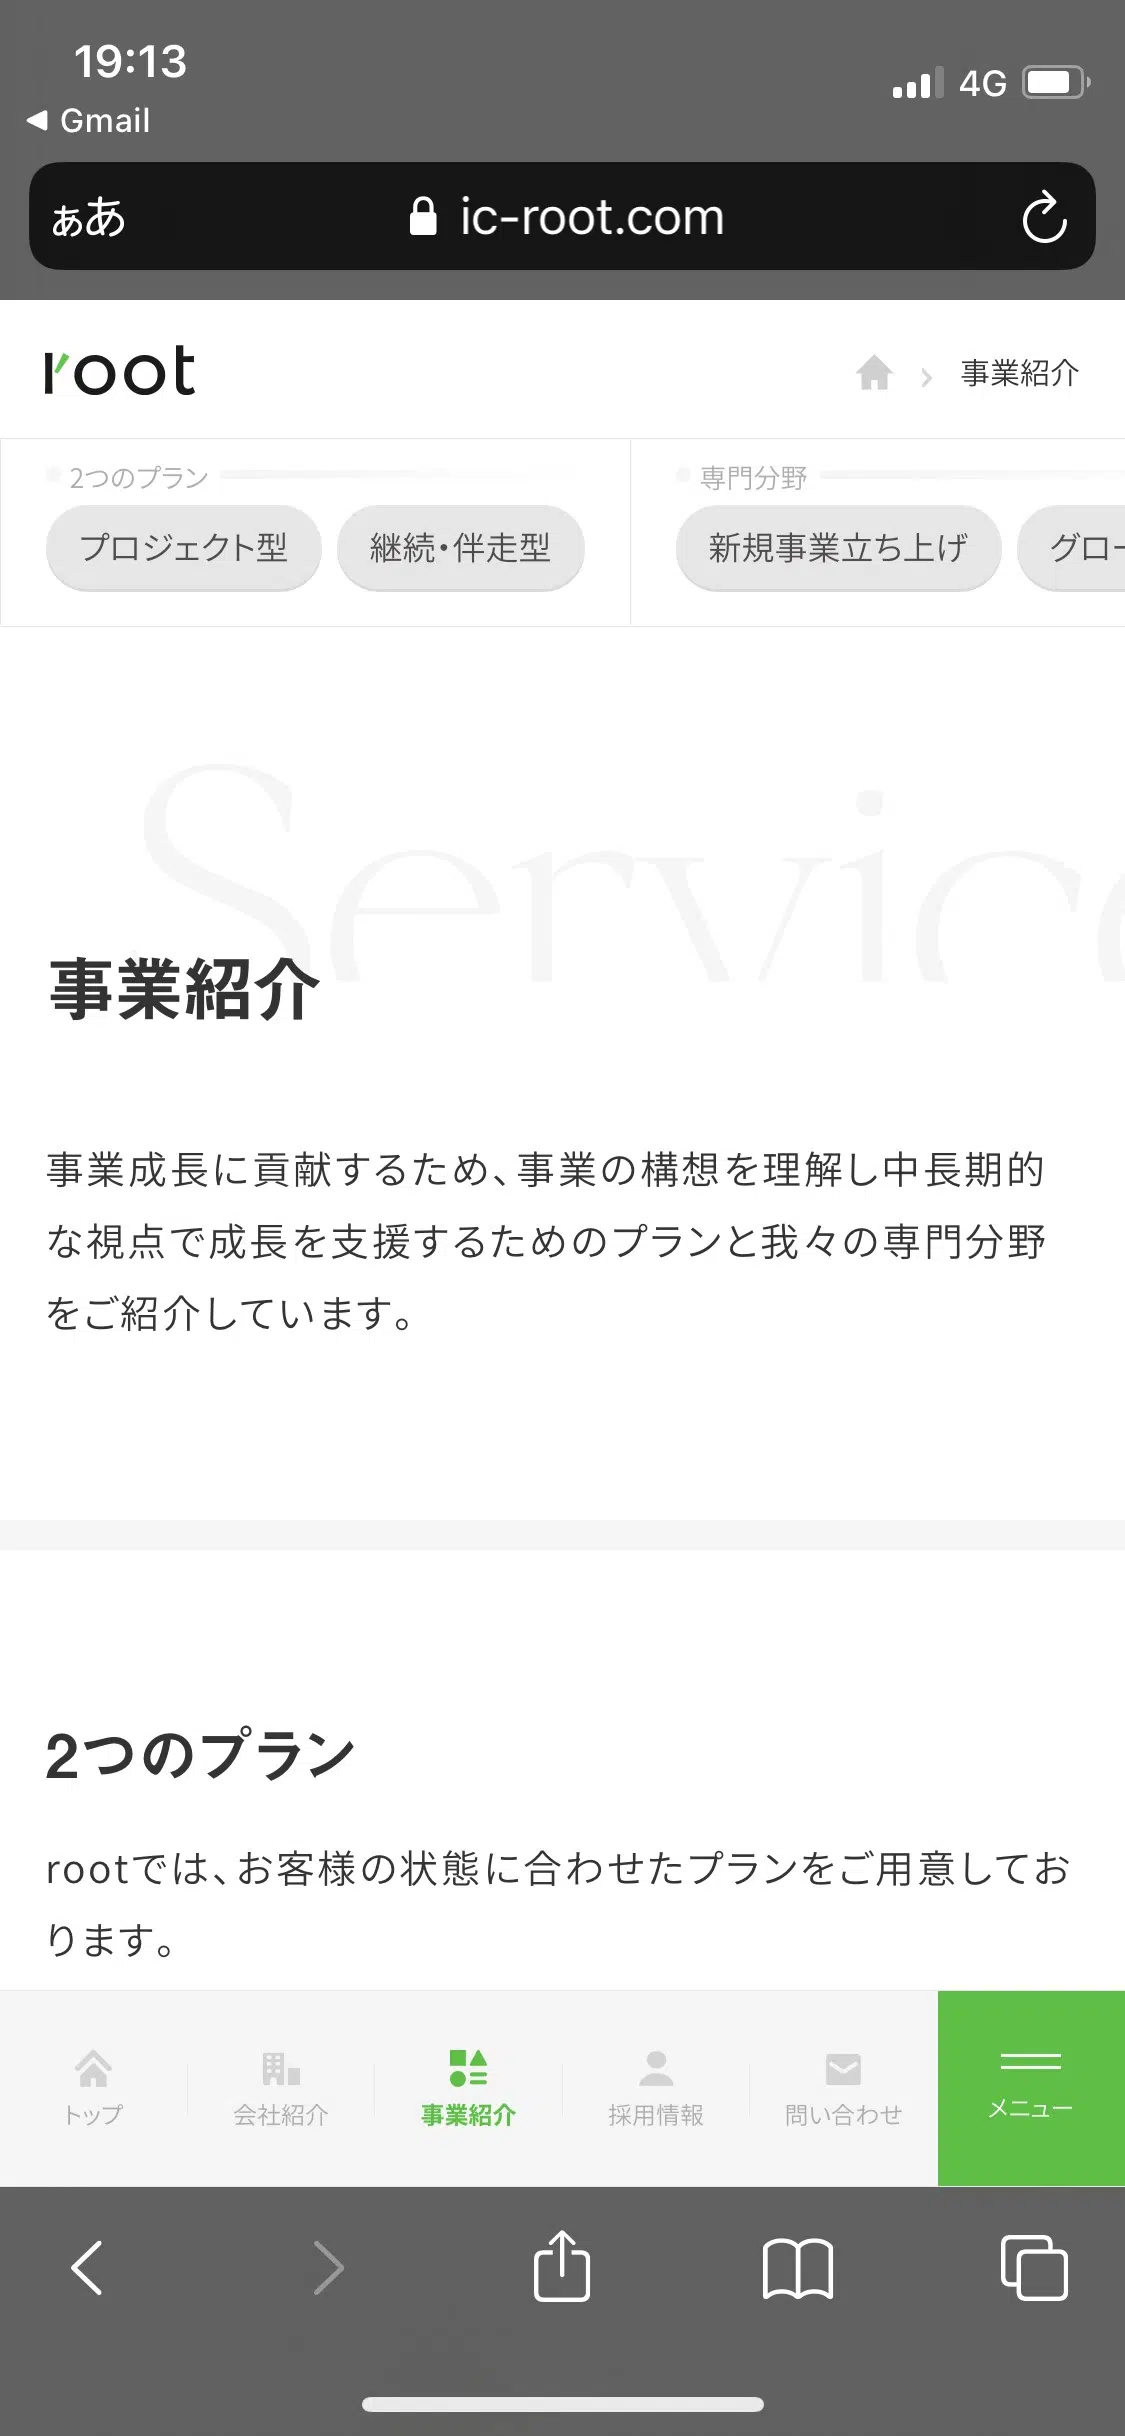 19:13
4G
Gmail
ぁあ
ic-root.com
root
事業紹介
2つのプラン
専門分野
プロジェクト型
継続・伴走型
新規事業立ち上げ
グロー
Service
事業紹介
事業成長に貢献するため、事業の構想を理解し中長期的
な視点で成長を支援するためのプランと我々の専門分野
をご紹介しています。
2つのプラン
rootでは、お客様の状態に合わせたプランをご用意してお
ります。
トップ
会社紹介
事業紹介
採用情報
問い合わせ
メニュー